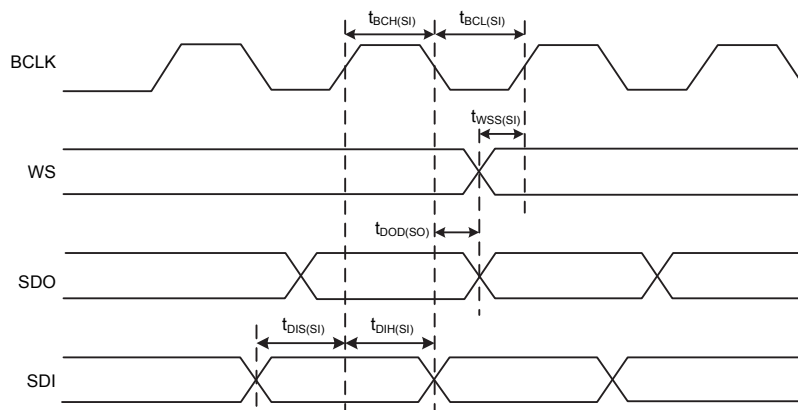 tBCH(SI) tBCL(SI)
BCLK
tWSS(SI)
WS
tDOD(SO)
SDO
tDIS(SI) tDIH(SI)
SDI